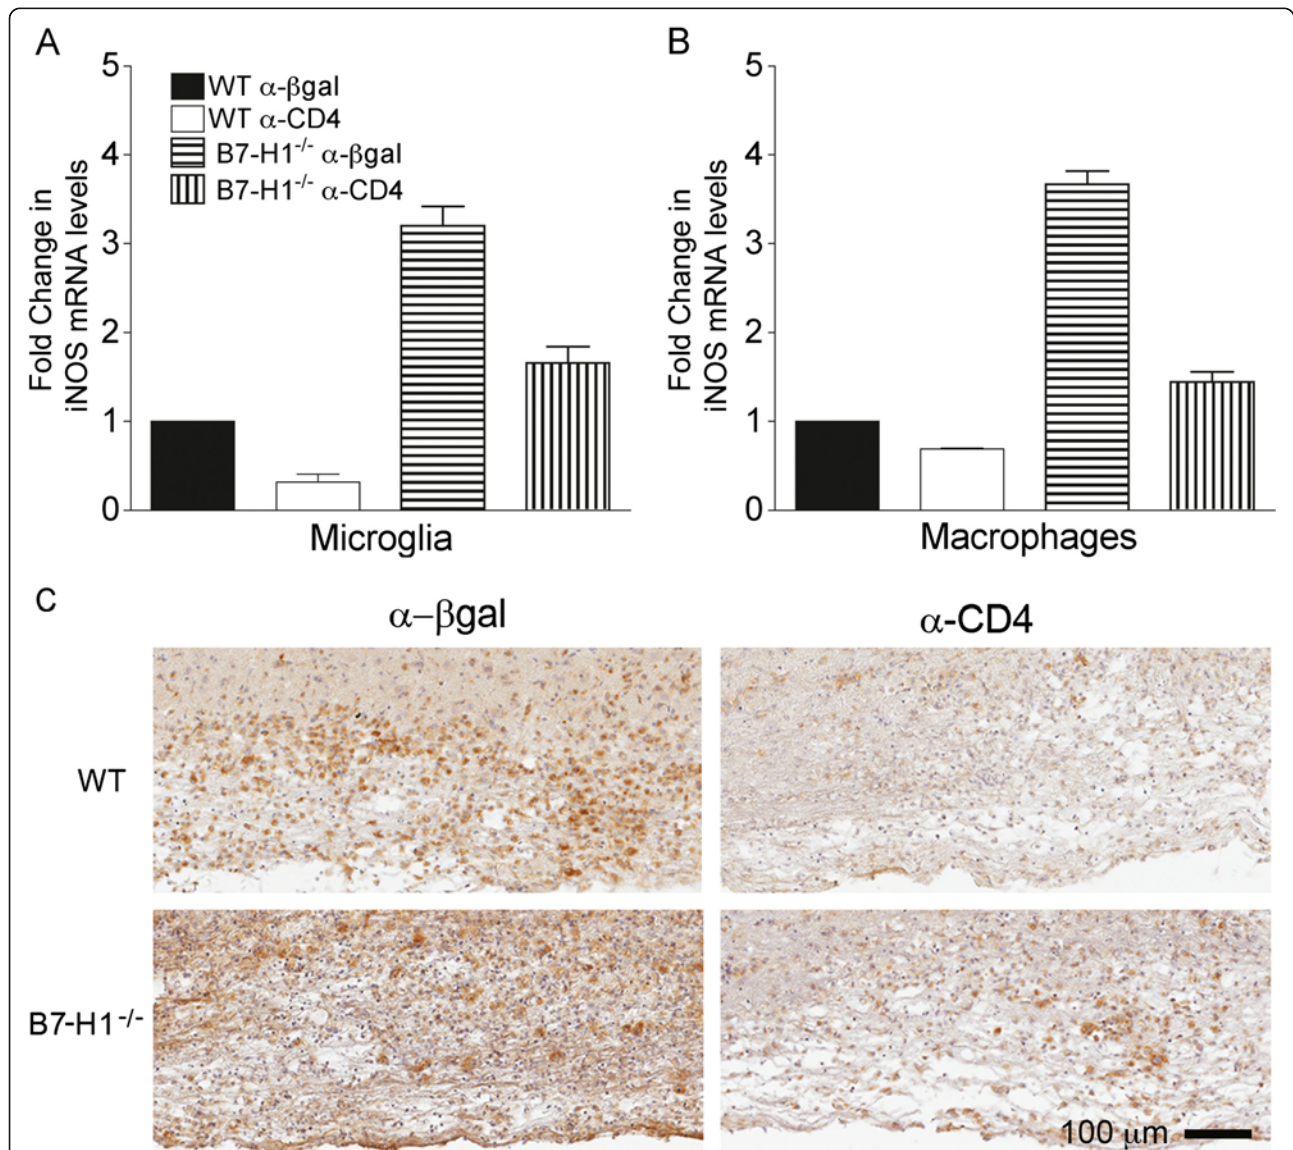 A
Fold Change in
iNOS mRNA levels
5
4
3
2
1
0
WT α-βgal
WT α-CD4
B7-H1-/- α-βgal
B7-H1-/- α-CD4
Microglia
B
Fold Change in
iNOS mRNA levels
5
4
3
2
1
0
Macrophages
C
α–βgal
α-CD4
WT
B7-H1-/-
100 μm